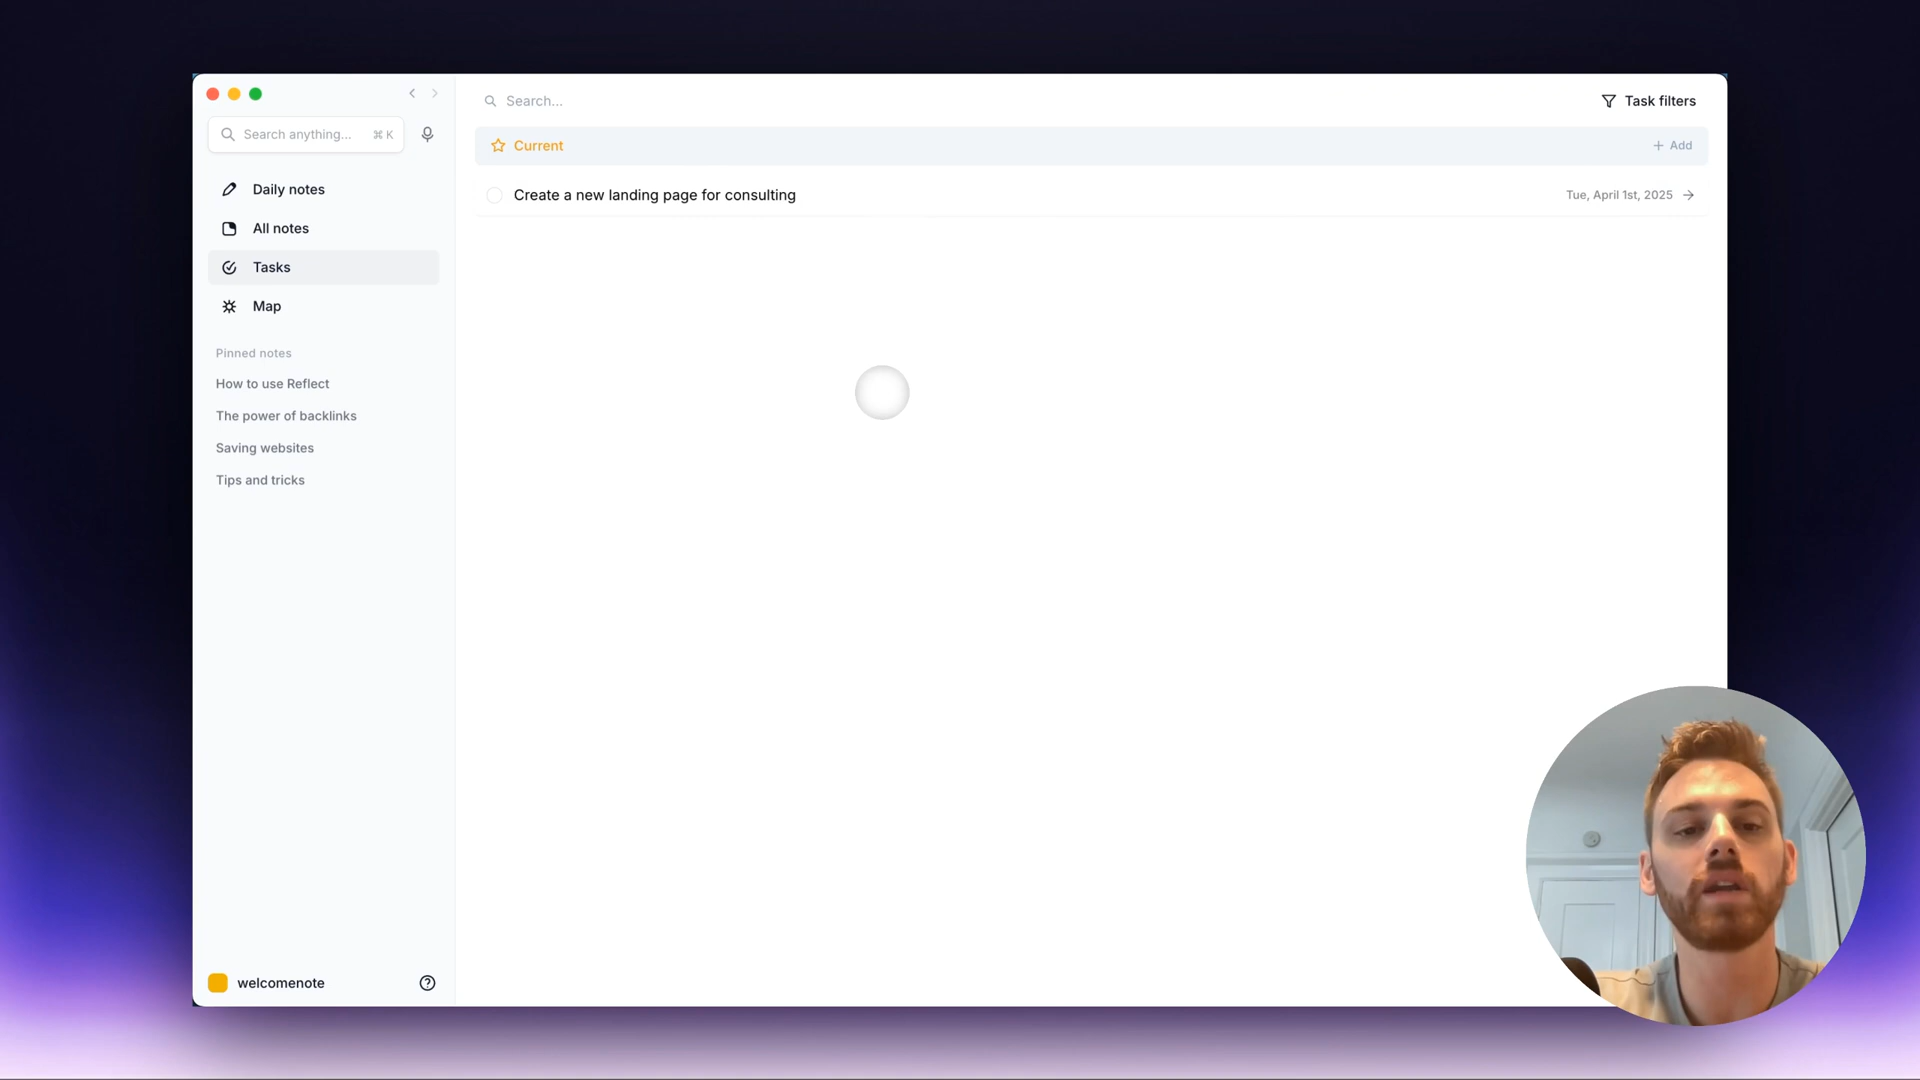 Search anything...
⌘ K
Daily notes
All notes
Tasks
Map
Pinned notes
How to use Reflect
The power of backlinks
Saving websites
Tips and tricks
welcomenote
Search...
Task filters
Current
+ Add
Create a new landing page for consulting
Tue, April 1st, 2025